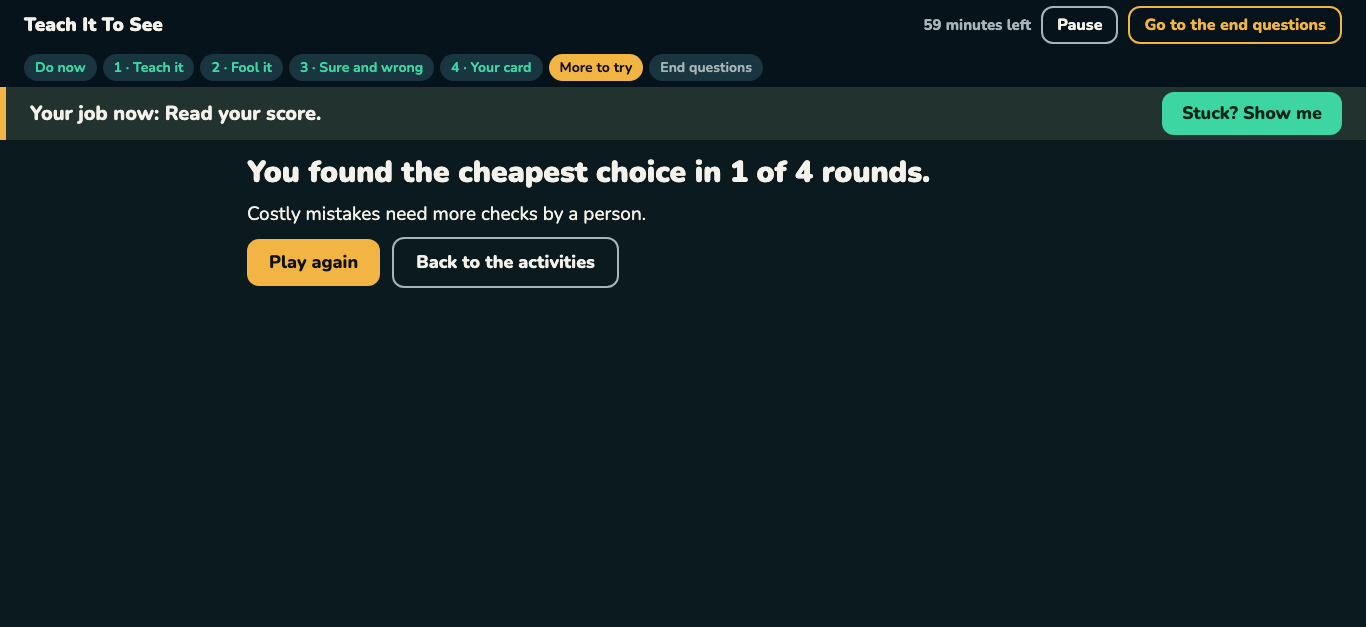 Teach It To See
59 minutes left
Pause
Go to the end questions
Do now
1 · Teach it
2 · Fool it
3 · Sure and wrong
4 · Your card
More to try
End questions
Your job now: Read your score.
Stuck? Show me
You found the cheapest choice in 1 of 4 rounds.
Costly mistakes need more checks by a person.
Play again
Back to the activities